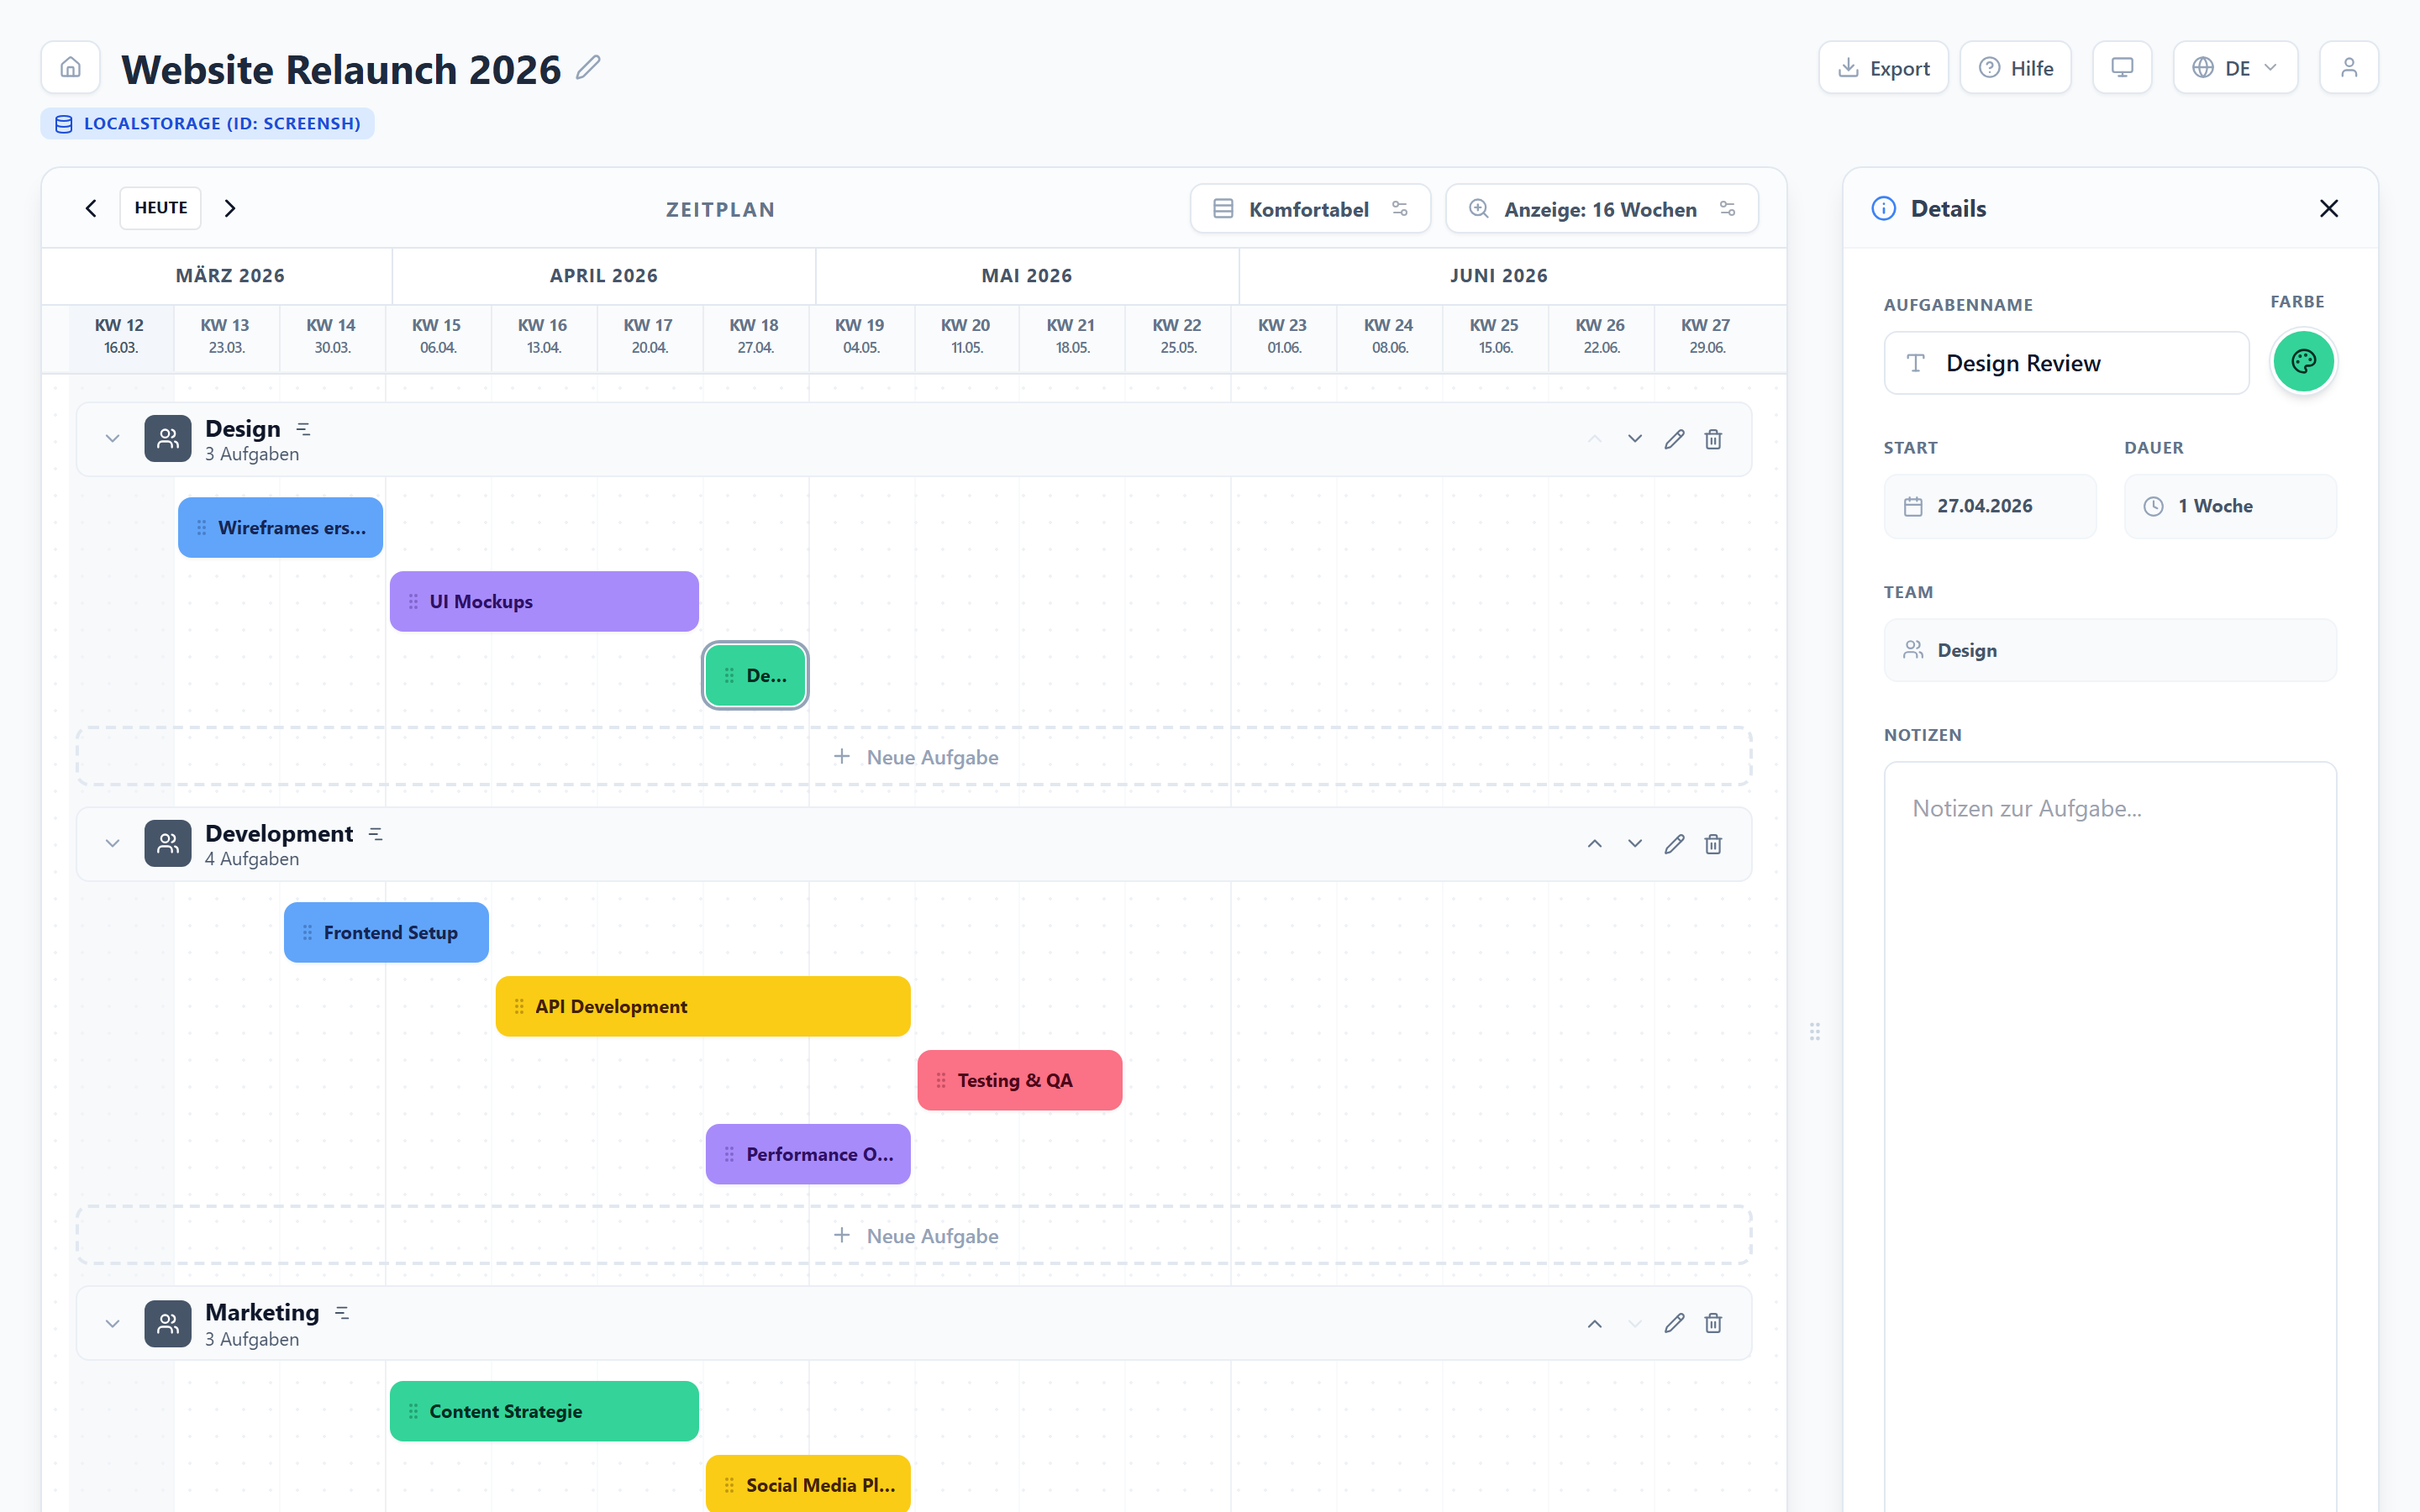 Website Relaunch 2026
Export
Hilfe
DE
LOCALSTORAGE (ID: SCREENSH)
HEUTE
ZEITPLAN
Komfortabel
Anzeige: 16 Wochen
MÄRZ 2026
APRIL 2026
MAI 2026
JUNI 2026
KW 12
16.03.
KW 13
23.03.
KW 14
30.03.
KW 15
06.04.
KW 16
13.04.
KW 17
20.04.
KW 18
27.04.
KW 19
04.05.
KW 20
11.05.
KW 21
18.05.
KW 22
25.05.
KW 23
01.06.
KW 24
08.06.
KW 25
15.06.
KW 26
22.06.
KW 27
29.06.
Design
3 Aufgaben
Wireframes ers...
UI Mockups
De...
Neue Aufgabe
Development
4 Aufgaben
Frontend Setup
API Development
Testing & QA
Performance O...
Neue Aufgabe
Marketing
3 Aufgaben
Content Strategie
Social Media Pl...
Details
AUFGABENNAME
FARBE
Design Review
START
DAUER
27.04.2026
1 Woche
TEAM
Design
NOTIZEN
Notizen zur Aufgabe...